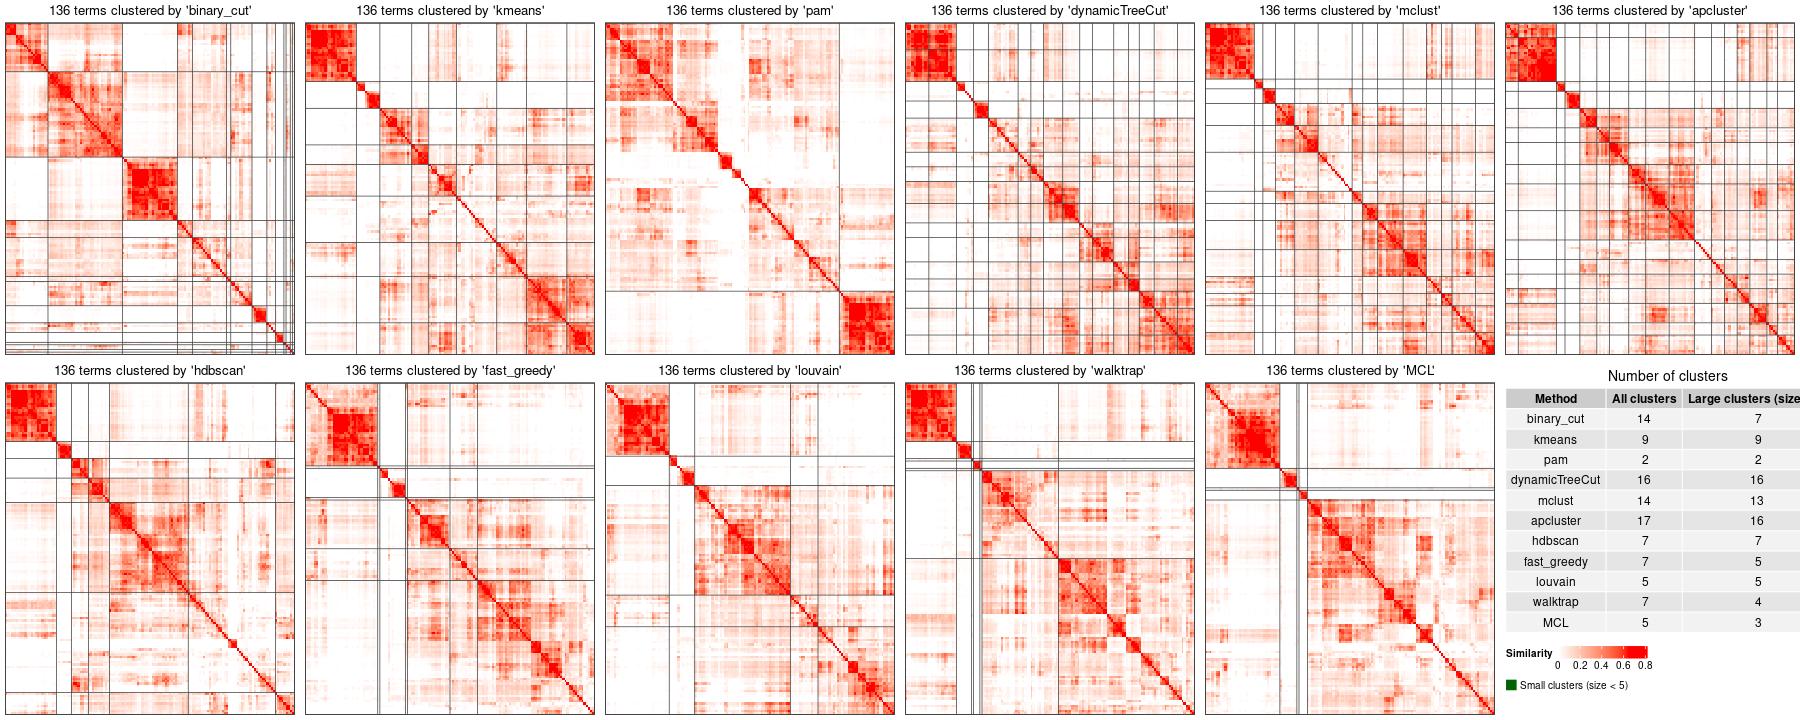 136 terms clustered by 'binary_cut'
136 terms clustered by 'kmeans'
136 terms clustered by 'pam'
136 terms clustered by 'dynamicTreeCut'
136 terms clustered by 'mclust'
136 terms clustered by 'apcluster'
136 terms clustered by 'hdbscan'
136 terms clustered by 'fast_greedy'
136 terms clustered by 'louvain'
136 terms clustered by 'walktrap'
136 terms clustered by 'MCL'
Number of clusters
Method All clusters Large clusters (size
binary_cut 14 7
kmeans 9 9
pam 2 2
dynamicTreeCut 16 16
mclust 14 13
apcluster 17 16
hdbscan 7 7
fast_greedy 7 5
louvain 5 5
walktrap 7 4
MCL 5 3
Similarity
0 0.2 0.4 0.6 0.8
Small clusters (size < 5)